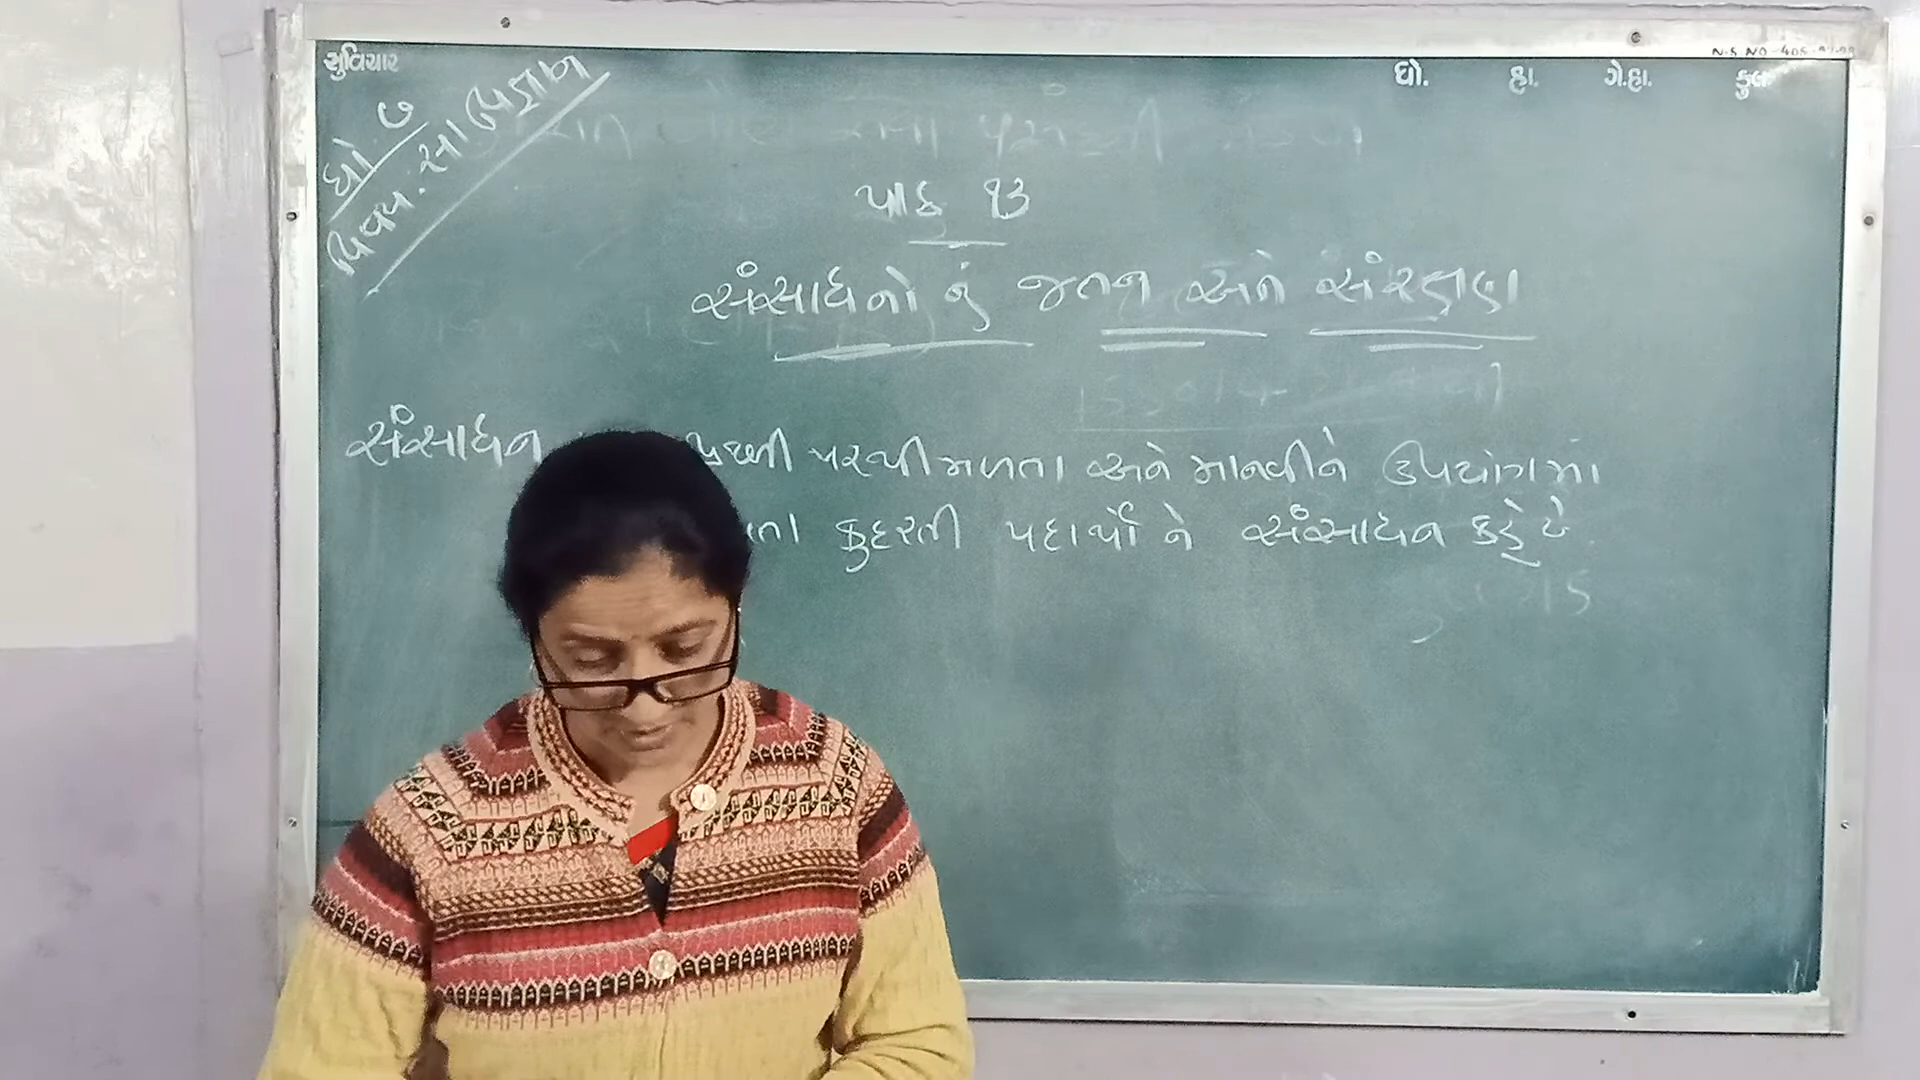 સુવિચાર
ધો. હા. ગે.હા. કુલ
ધો. ૭
વિષય. સા વિજ્ઞાન
પાઠ ૧૩
સંસાધનો નું જતન અને સંરક્ષણ
સંસાધન પૃથ્વી પરથી મળતા અને માનવીને ઉપયોગમાં
કુદરતી પદાર્થો ને સંસાધન કહે છે